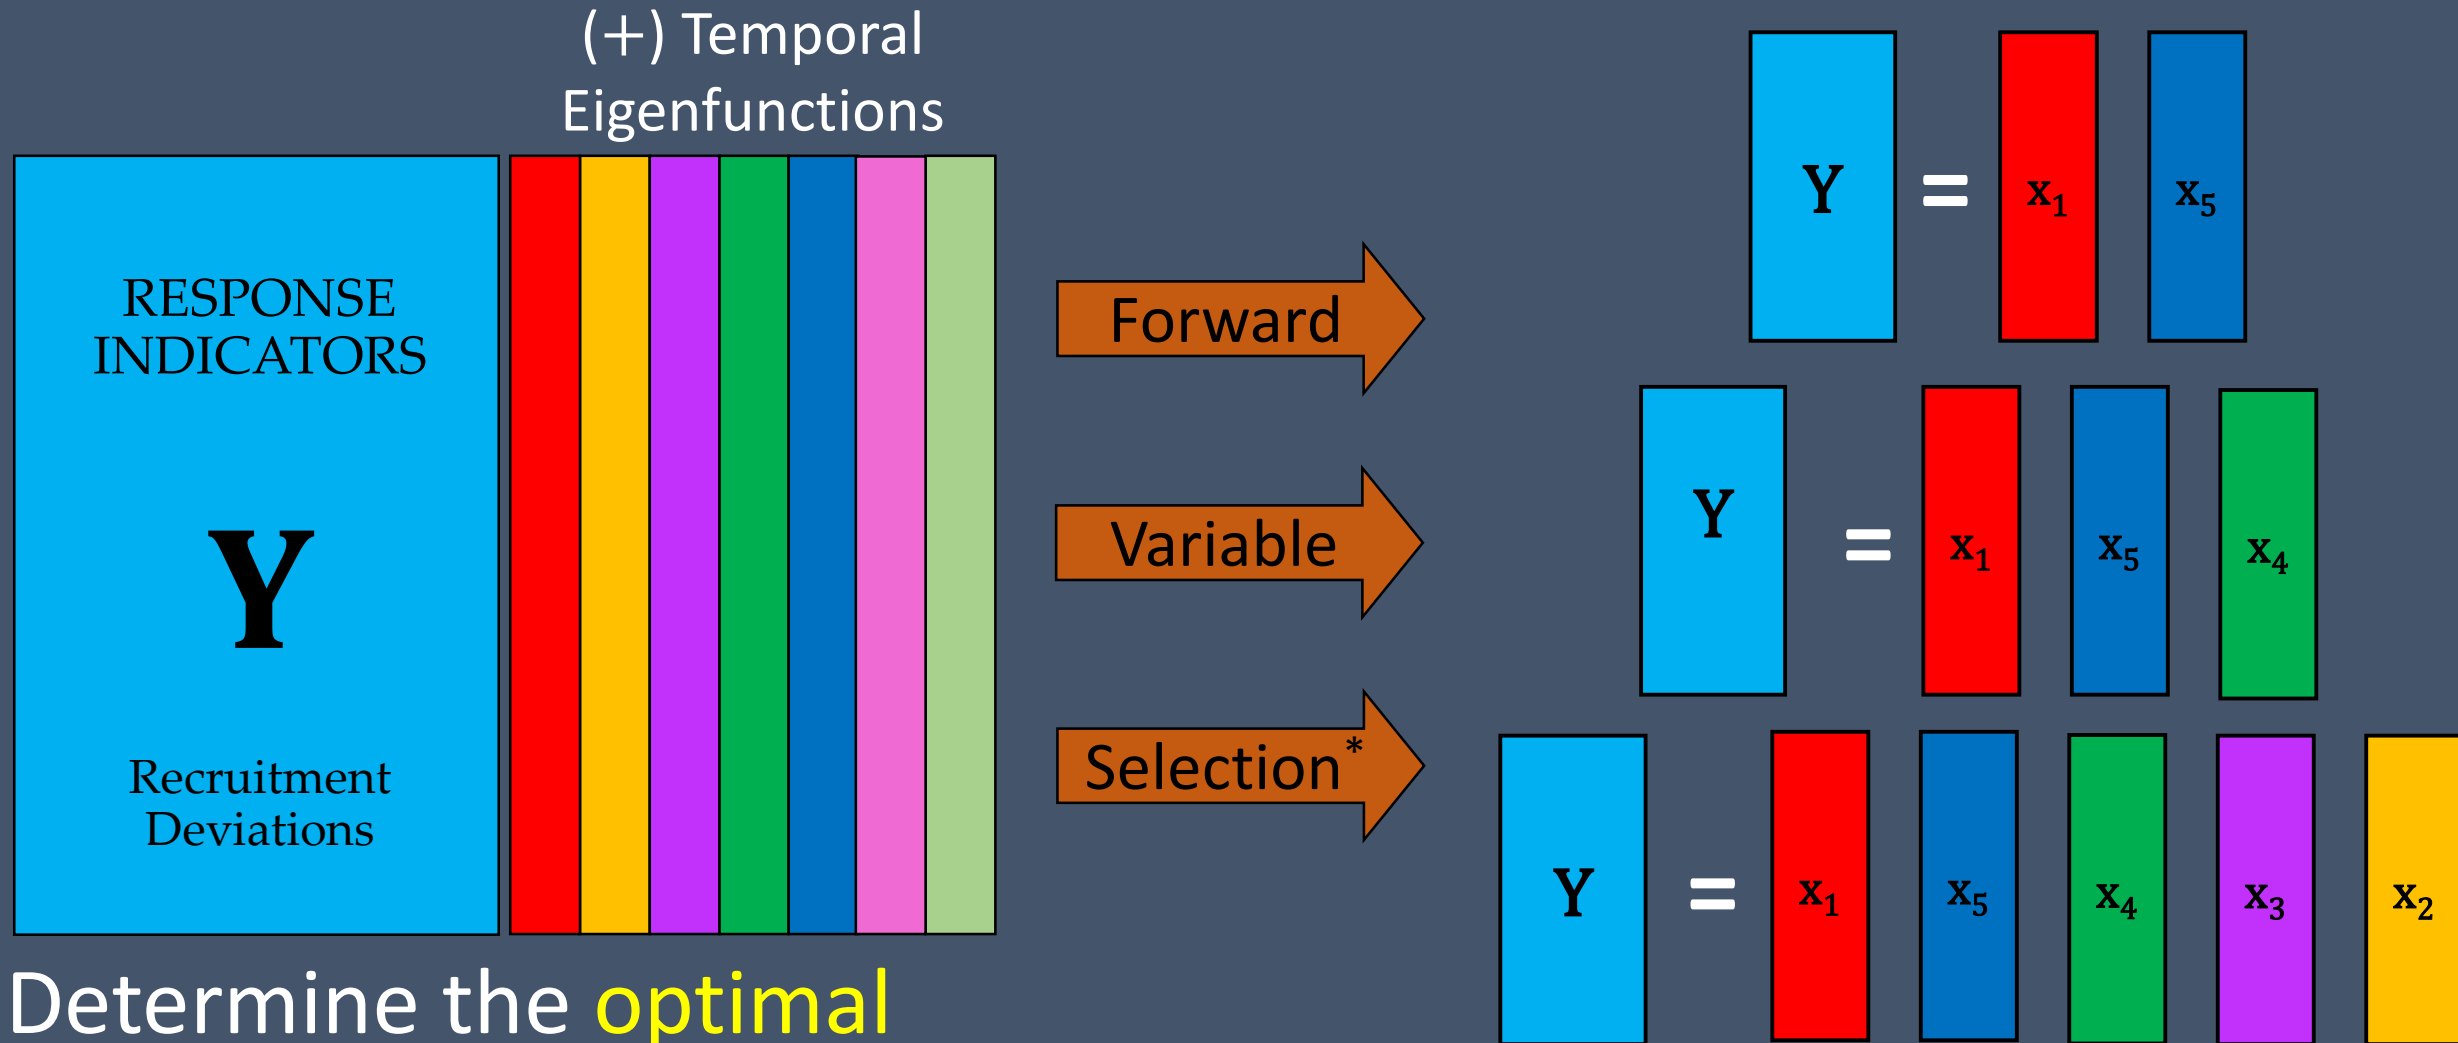 (+) Temporal
Eigenfunctions
RESPONSE
INDICATORS
Y
Recruitment
Deviations
Determine the optimal
Forward
Variable
Selection*
Y = x₁ x₅
Y = x₁ x₅ x₄
Y = x₁ x₅ x₄ x₃ x₂